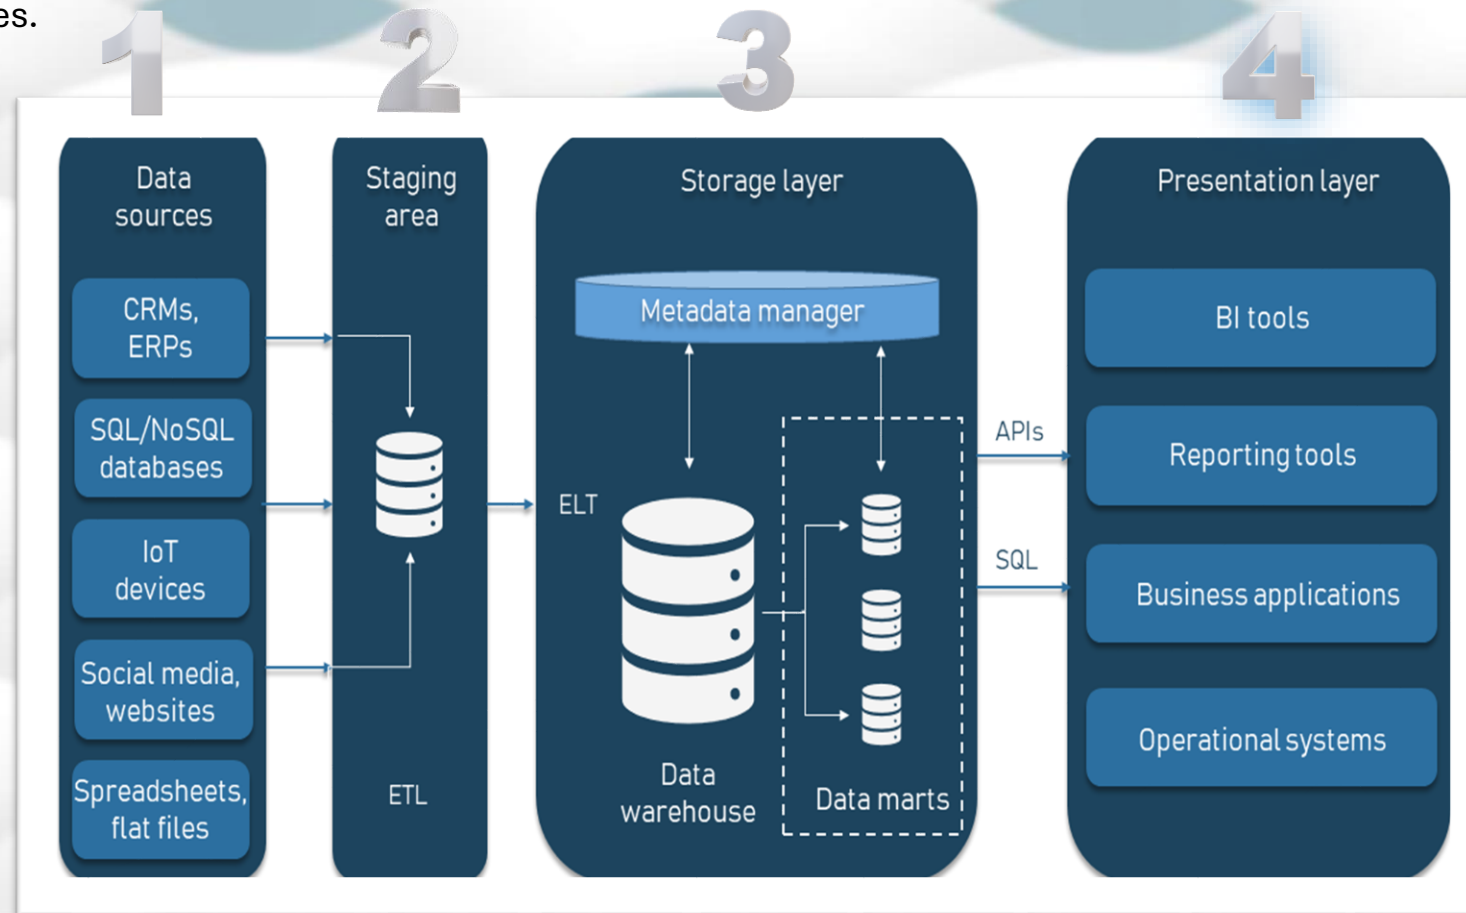 es.
1
2
3
4
Data
sources
CRMs,
ERPs
SQL/NoSQL
databases
IoT
devices
Social media,
websites
Spreadsheets,
flat files
Staging
area
ETL
Storage layer
Metadada manager
ELT
Data
warehouse
Data marts
APIs
SQL
Presentation layer
BI tools
Reporting tools
Business applications
Operational systems